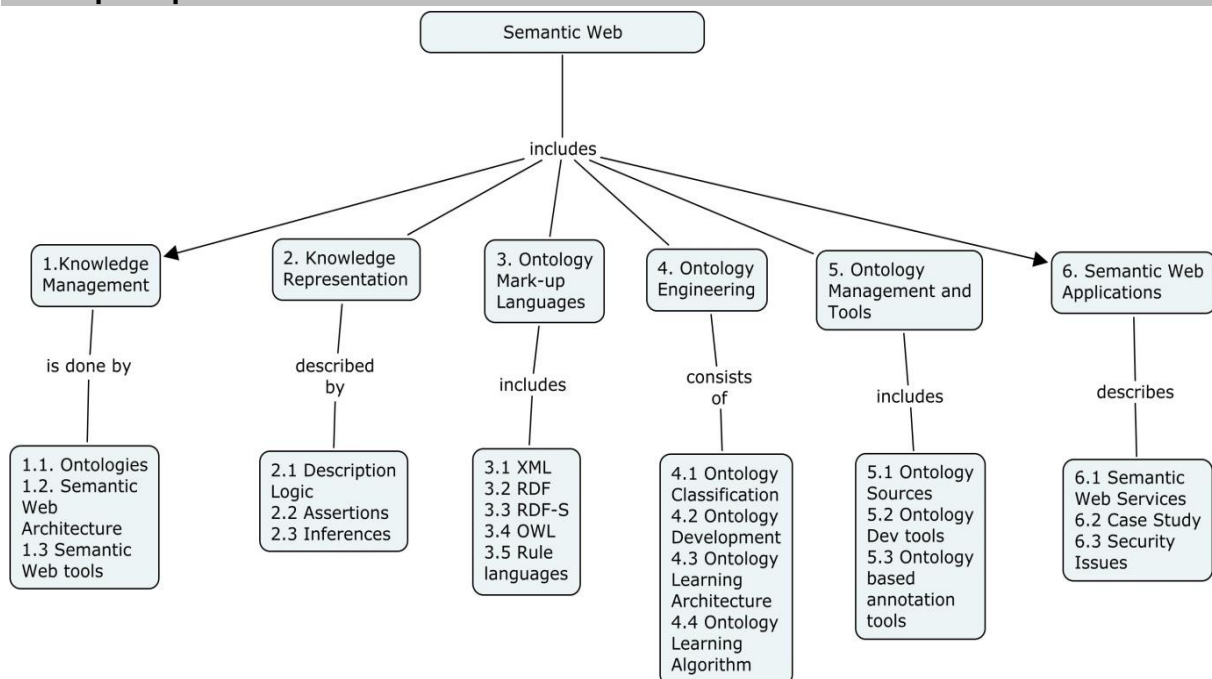 Semantic Web
includes
1.Knowledge
Management
2. Knowledge
Representation
3. Ontology
Mark-up
Languages
4. Ontology
Engineering
5. Ontology
Management and
Tools
6. Semantic Web
Applications
is done by
described
by
includes
consists
of
includes
describes
1.1. Ontologies
1.2. Semantic
Web
Architecture
1.3 Semantic
Web tools
2.1 Description
Logic
2.2 Assertions
2.3 Inferences
3.1 XML
3.2 RDF
3.3 RDF-S
3.4 OWL
3.5 Rule
languages
4.1 Ontology
Classification
4.2 Ontology
Development
4.3 Ontology
Learning
Architecture
4.4 Ontology
Learning
Algorithm
5.1 Ontology
Sources
5.2 Ontology
Dev tools
5.3 Ontology
based
annotation
tools
6.1 Semantic
Web Services
6.2 Case Study
6.3 Security
Issues